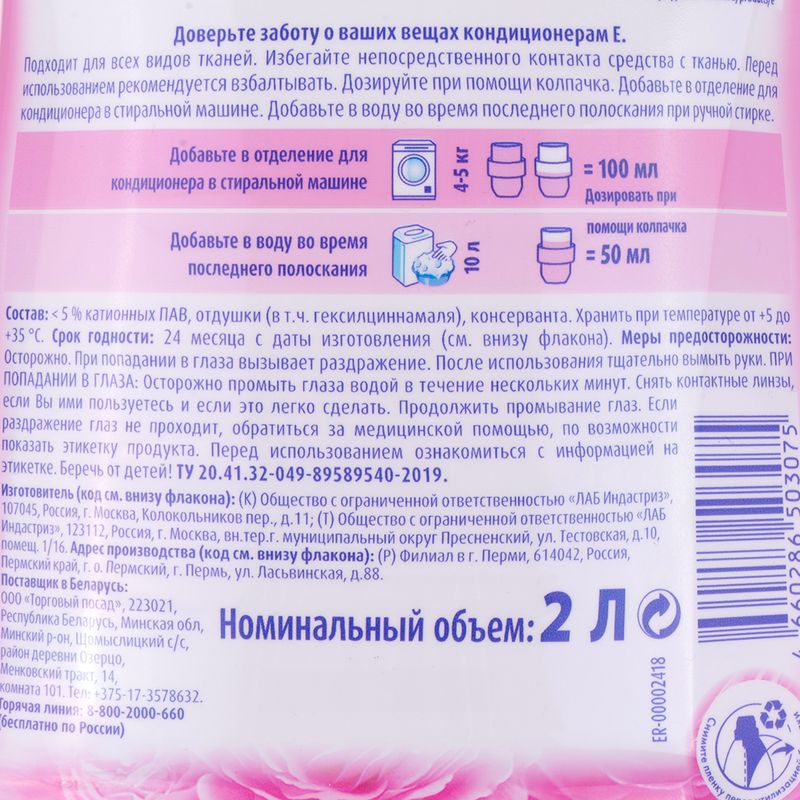 Доверьте заботу о ваших вещах кондиционерам Е.
Подходит для всех видов тканей. Избегайте непосредственного контакта средства с тканью. Перед
использованием рекомендуется взбалтывать. Дозируйте при помощи колпачка. Добавьте в отделение для
кондиционера в стиральной машине. Добавьте в воду во время последнего полоскания при ручной стирке.
Добавьте в отделение для
кондиционера в стиральной машине
4-5 кг
= 100 мл
Дозировать при
помощи колпачка
Добавьте в воду во время
последнего полоскания
10 л
= 50 мл
Состав: < 5 % катионных ПАВ, отдушки (в т.ч. гексилциннамаля), консерванта. Хранить при температуре от +5 до
+35 °C. Срок годности: 24 месяца с даты изготовления (см. внизу флакона). Меры предосторожности:
Осторожно. При попадании в глаза вызывает раздражение. После использования тщательно вымыть руки. ПРИ
ПОПАДАНИИ В ГЛАЗА: Осторожно промыть глаза водой в течение нескольких минут. Снять контактные линзы,
если Вы ими пользуетесь и если это легко сделать. Продолжить промывание глаз. Если
раздражение глаз не проходит, обратиться за медицинской помощью, по возможности
показать этикетку продукта. Перед использованием ознакомиться с информацией на
этикетке. Беречь от детей! ТУ 20.41.32-049-89589540-2019.
Изготовитель (код см. внизу флакона): (К) Общество с ограниченной ответственностью «ЛАБ Индастриз»,
107045, Россия, г. Москва, Колокольников пер., д.11; (Т) Общество с ограниченной ответственностью «ЛАБ
Индастриз», 123112, Россия, г. Москва, вн.тер.г. муниципальный округ Пресненский, ул. Тестовская, д.10,
помещ. 1/16. Адрес производства (код см. внизу флакона): (Р) Филиал в г. Перми, 614042, Россия,
Пермский край, г. о. Пермский, г. Пермь, ул. Ласьвинская, д.88.
Поставщик в Беларусь:
ООО «Торговый посад», 223021,
Республика Беларусь, Минская обл,
Минский р-он, Щомыслицкий с/с,
район деревни Озерцо,
Менковский тракт, 14,
комната 101. Тел: +375-17-3578632.
Горячая линия: 8-800-2000-660
(бесплатно по России)
Номинальный объем: 2 Л
ER-00002418
4 660286 503075
Снимите пленку перед утилизацией